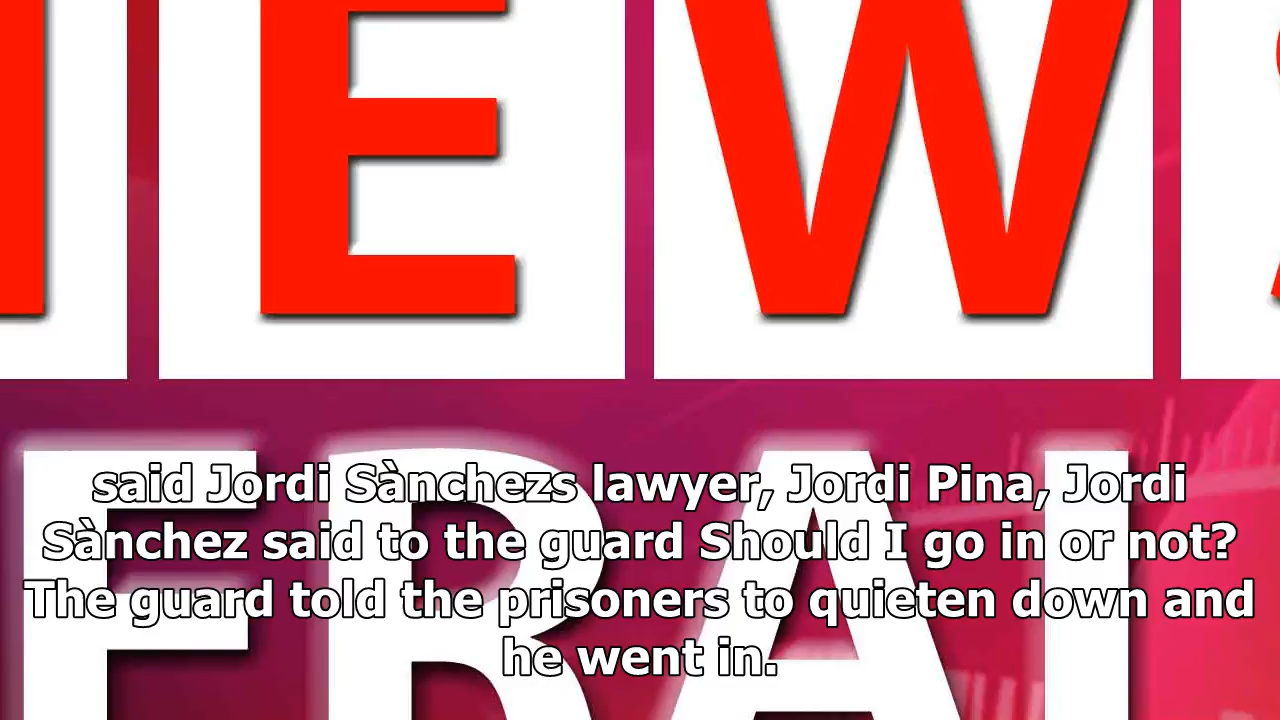 NEWS
said Jordi Sànchezs lawyer, Jordi Pina, Jordi
Sànchez said to the guard Should I go in or not?
The guard told the prisoners to quieten down and
he went in.